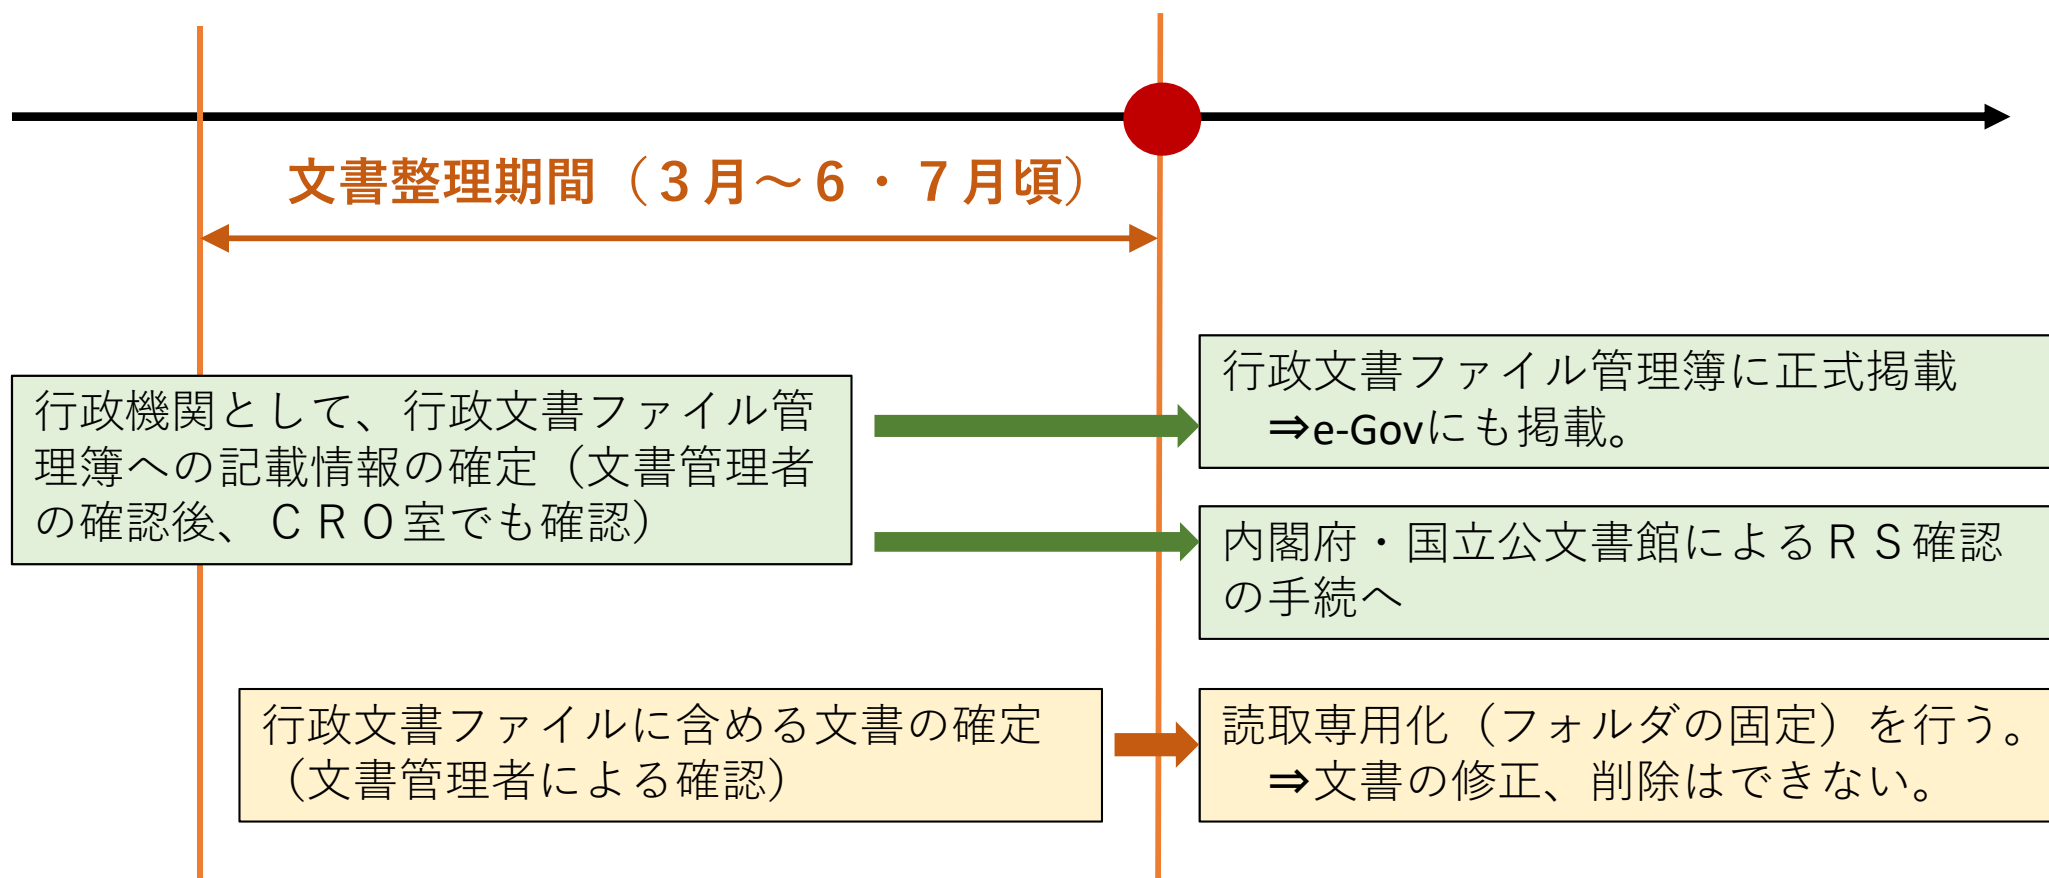 文書整理期間（３月～６・７月頃）
行政機関として、行政文書ファイル管
理簿への記載情報の確定（文書管理者
の確認後、ＣＲＯ室でも確認）
行政文書ファイル管理簿に正式掲載
⇒e-Govにも掲載。
内閣府・国立公文書館によるＲＳ確認
の手続へ
行政文書ファイルに含める文書の確定
（文書管理者による確認）
読取専用化（フォルダの固定）を行う。
⇒文書の修正、削除はできない。